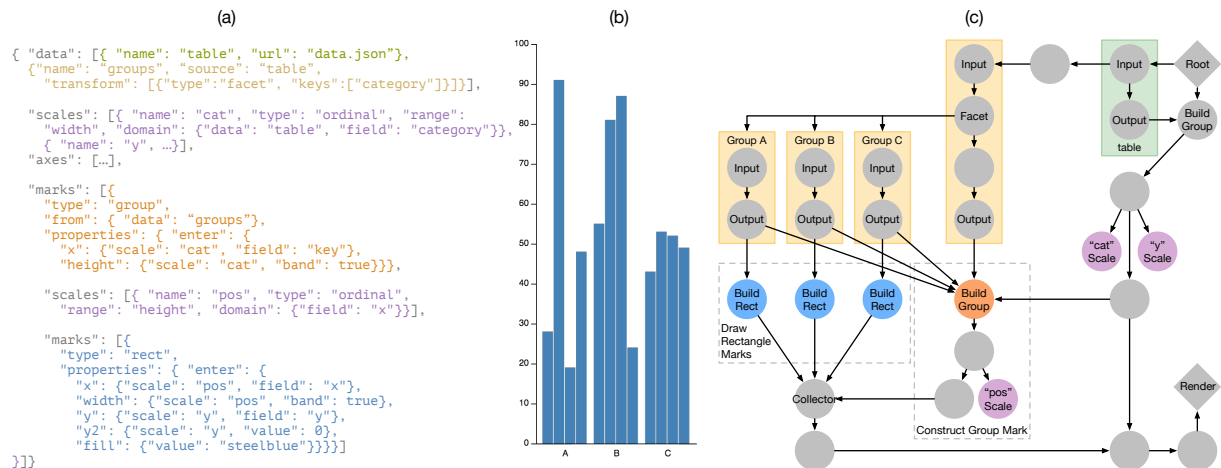 (a)
{ "data": [{ "name": "table", "url": "data.json”},
{"name": “groups", "source": "table",
"transform": [{"type":"facet", "keys":["category"]}]}],
"scales": [{ "name": "cat", "type": "ordinal", "range":
"width", "domain": {"data": "table", "field": "category"}},
{ "name": "y", …}],
"axes": […],
"marks": [{
"type": "group",
"from": { "data": “groups”},
"properties": { "enter": {
"x": {"scale": "cat", "field": "key"},
"height": {"scale": "cat", "band": true}}},
"scales": [{ "name": "pos", "type": "ordinal",
"range": "height", "domain": {"field": "x"}}],
"marks": [{
"type": "rect",
"properties": { "enter": {
"x": {"scale": "pos", "field": "x"},
"width": {"scale": "pos", "band": true},
"y": {"scale": "y", "field": "y"},
"y2": {"scale": "y", "value": 0},
"fill": {"value": "steelblue"}}}}]
}]}
(b)
100
90
80
70
60
50
40
30
20
10
0
A B C
(c)
Input
Input
Root
Facet
Output
Build
Group
table
Group A
Group B
Group C
Input
Input
Input
Output
Output
Output
Output
“cat”
Scale
“y”
Scale
Build
Rect
Build
Rect
Build
Rect
Build
Group
Draw
Rectangle
Marks
Collector
“pos”
Scale
Render
Construct Group Mark